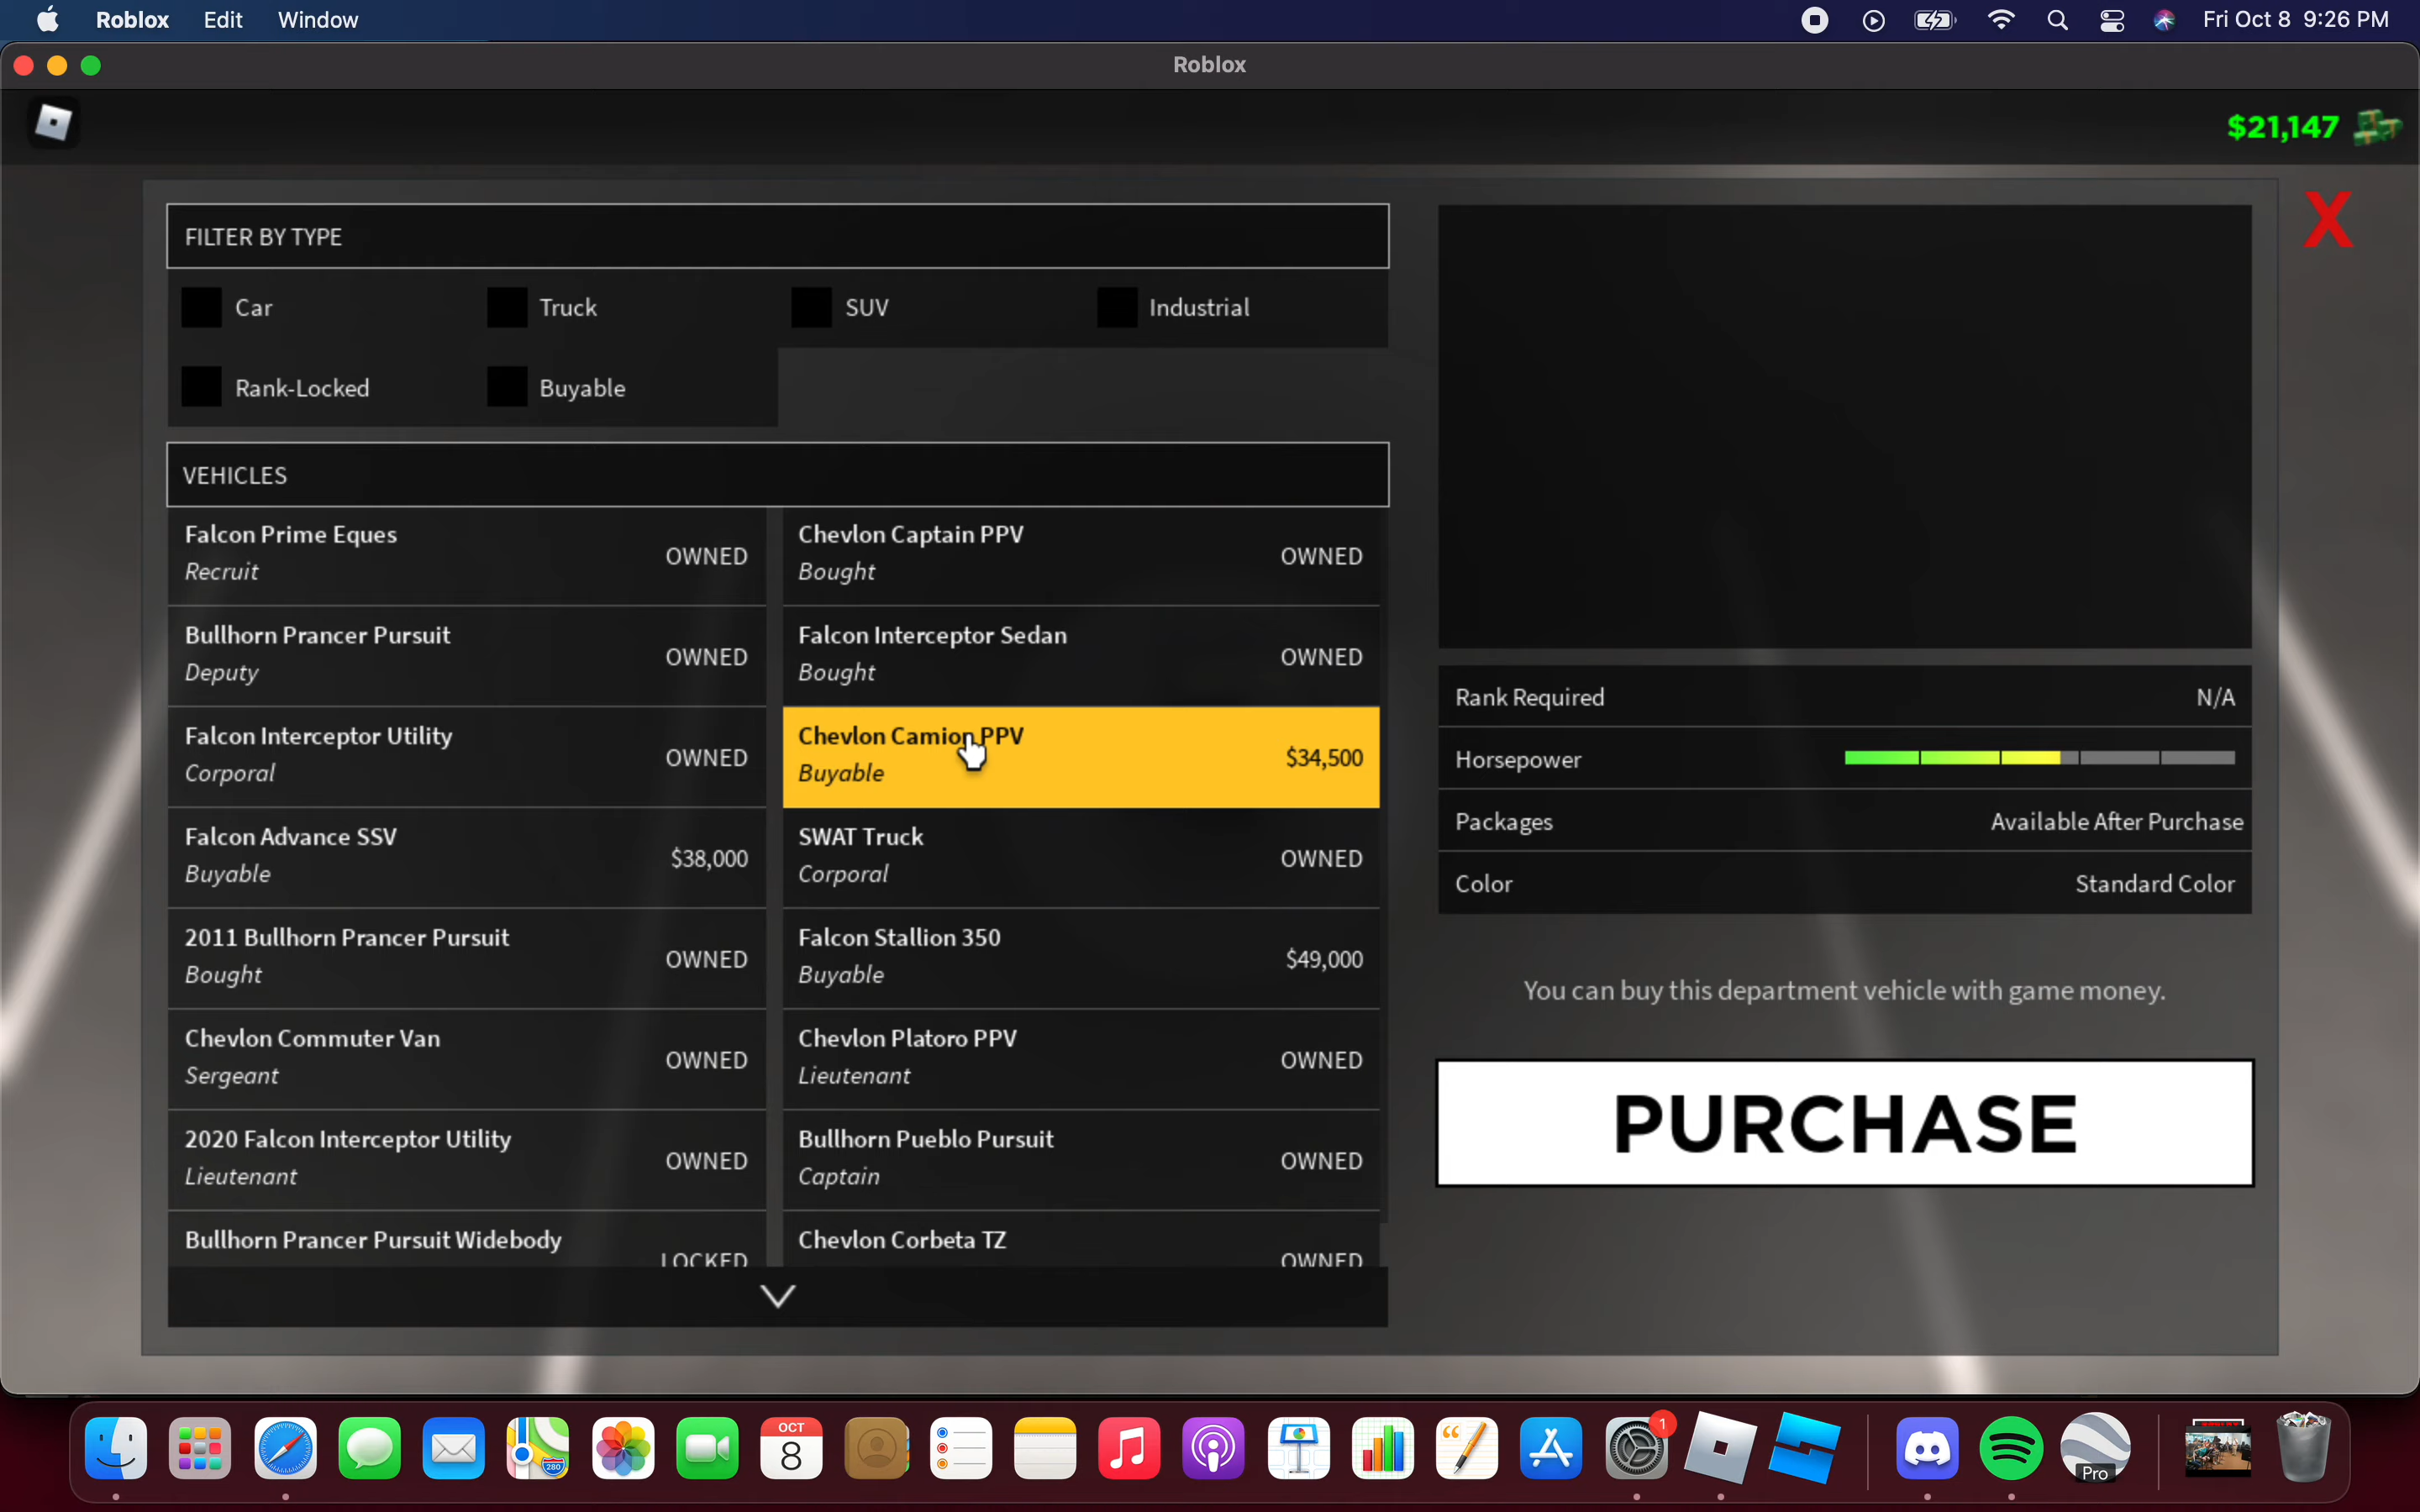 Roblox Edit Window Fri Oct 8 9:26 PM
Roblox
$21,147
X
FILTER BY TYPE
Car Truck SUV Industrial
Rank-Locked Buyable
VEHICLES
Falcon Prime Eques
Recruit
OWNED
Chevlon Captain PPV
Bought
OWNED
Bullhorn Prancer Pursuit
Deputy
OWNED
Falcon Interceptor Sedan
Bought
OWNED
Falcon Interceptor Utility
Corporal
OWNED
Chevlon Camion PPV
Buyable
$34,500
Falcon Advance SSV
Buyable
$38,000
SWAT Truck
Corporal
OWNED
2011 Bullhorn Prancer Pursuit
Bought
OWNED
Falcon Stallion 350
Buyable
$49,000
Chevlon Commuter Van
Sergeant
OWNED
Chevlon Platoro PPV
Lieutenant
OWNED
2020 Falcon Interceptor Utility
Lieutenant
OWNED
Bullhorn Pueblo Pursuit
Captain
OWNED
Bullhorn Prancer Pursuit Widebody
LOCKED
Chevlon Corbeta TZ
OWNED
Rank Required N/A
Horsepower
Packages Available After Purchase
Color Standard Color
You can buy this department vehicle with game money.
PURCHASE
OCT
8
280
1
Pro